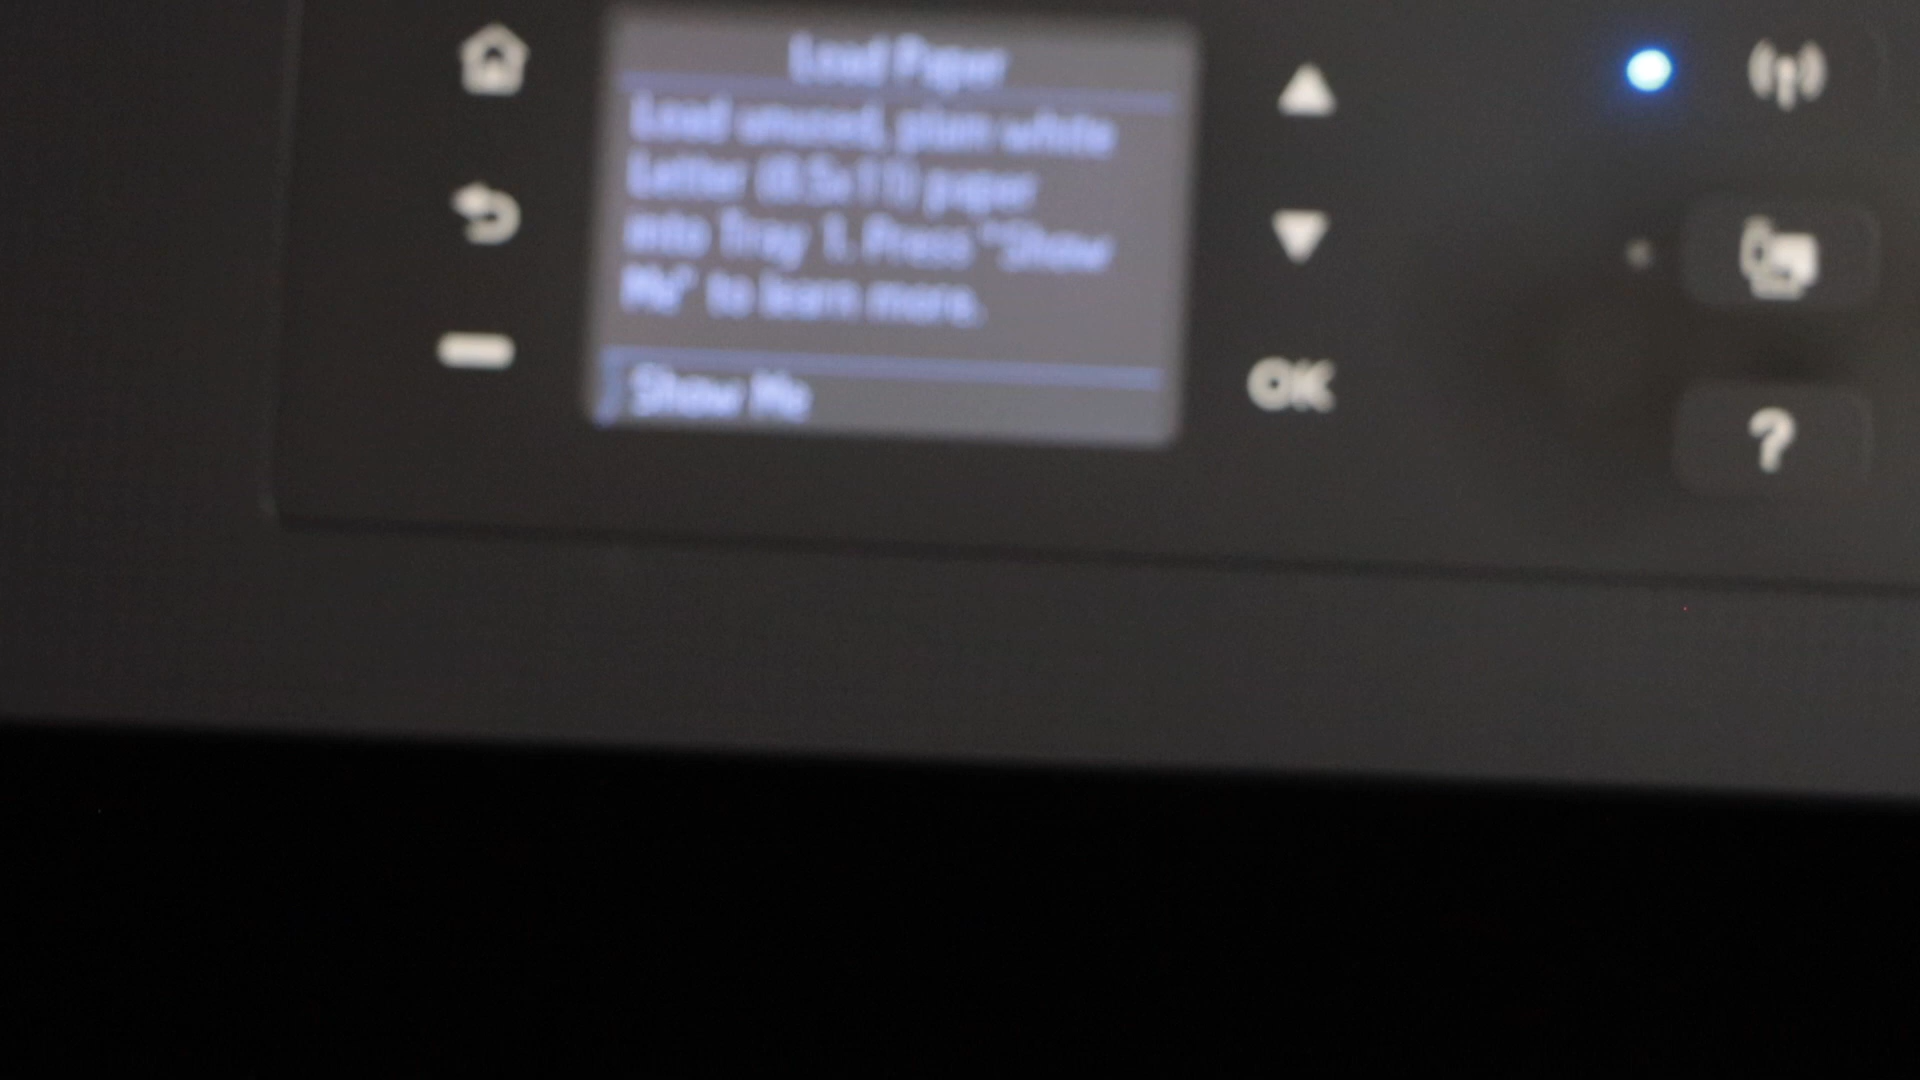 Load Paper
Load unused, plain white
Letter (8.5x11) paper
into Tray 1. Press "Show
Me" to learn more.
Show Me
OK
?